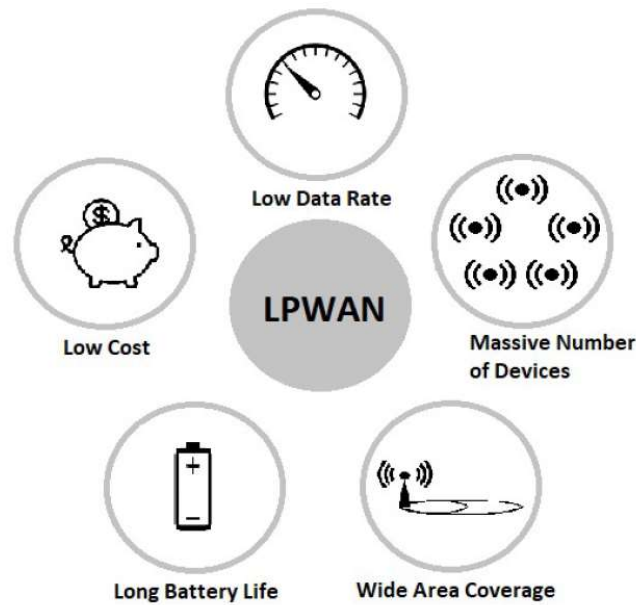 Low Data Rate
$
Low Cost
LPWAN
Massive Number
of Devices
+
−
Long Battery Life
Wide Area Coverage